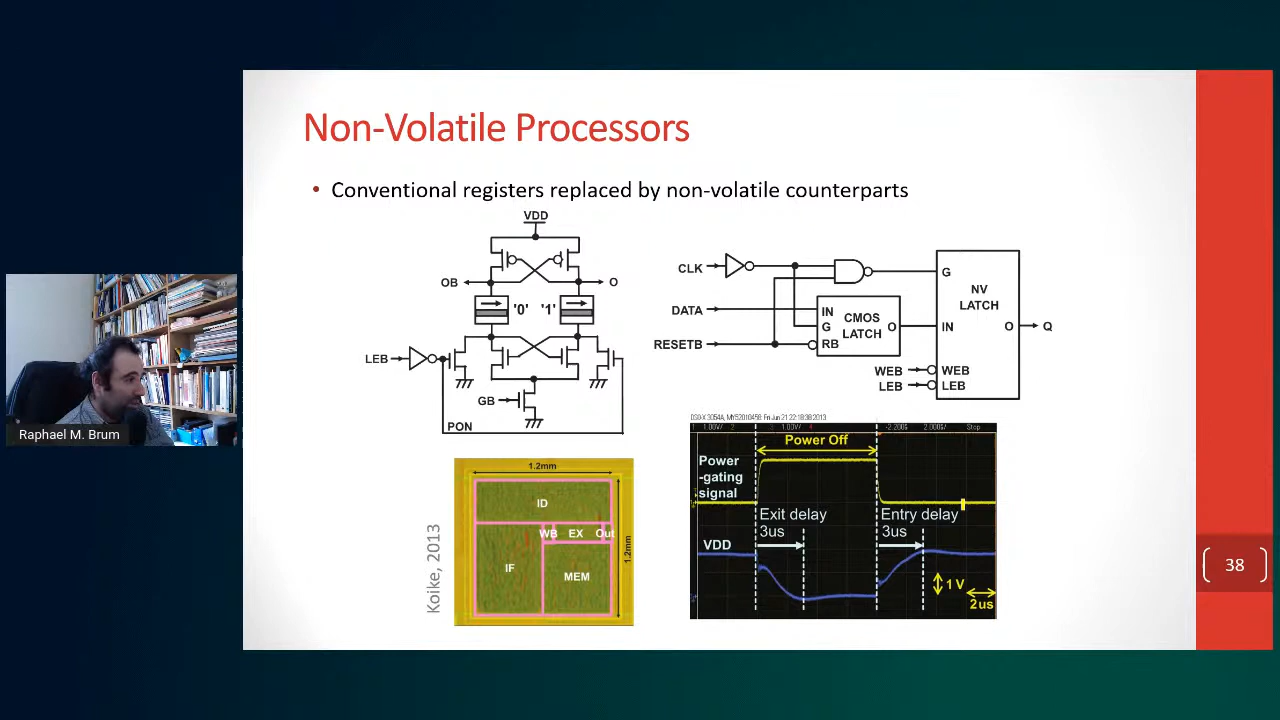 Non-Volatile Processors
• Conventional registers replaced by non-volatile counterparts
VDD
OB
O
'0' '1'
LEB
GB
PON
CLK
DATA
RESETB
IN
G
RB
CMOS
LATCH
O
G
NV
LATCH
IN
O
Q
WEB
WEB
LEB
LEB
Raphael M. Brum
Koike, 2013
1.2mm
ID
WB
EX
Out
IF
MEM
1.2mm
Power Off
Power
-gating
signal
Exit delay
3us
Entry delay
3us
VDD
1 V
2us
38